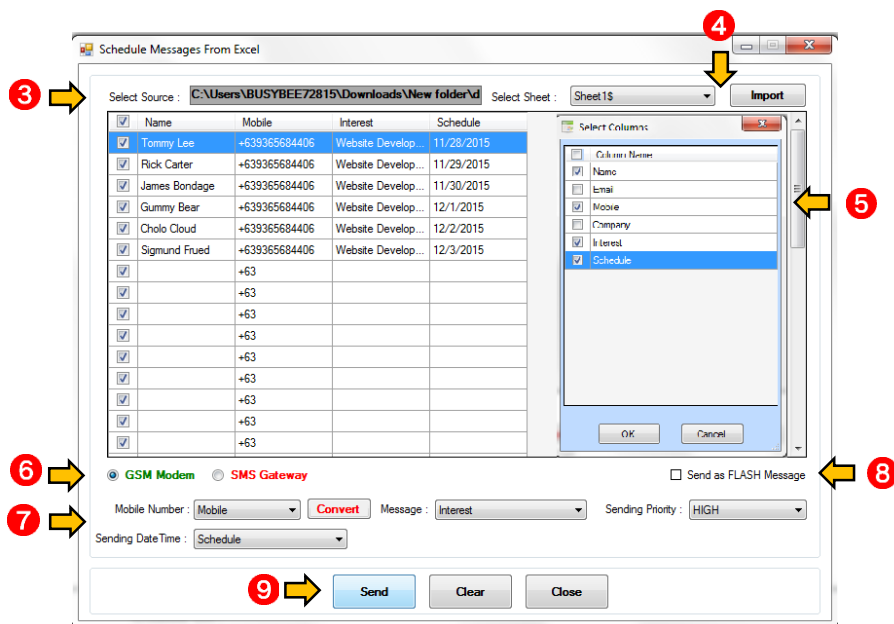 4
Schedule Messages From Excel
3
Select Source : C:\Users\BUSYBEE72815\Downloads\New folder\d Select Sheet : Sheet1$ Import
Name Mobile Interest Schedule
Tommy Lee +639365684406 Website Develop... 11/28/2015
Rick Carter +639365684406 Website Develop... 11/29/2015
James Bondage +639365684406 Website Develop... 11/30/2015
Gummy Bear +639365684406 Website Develop... 12/1/2015
Cholo Cloud +639365684406 Website Develop... 12/2/2015
Sigmund Frued +639365684406 Website Develop... 12/3/2015
+63
+63
+63
+63
+63
+63
+63
+63
+63
Select Columns
Column Name
Name
Email
Mobile
Company
Interest
Schedule
OK Cancel
5
6
GSM Modem SMS Gateway
Send as FLASH Message
8
7
Mobile Number : Mobile Convert Message : Interest Sending Priority : HIGH
Sending DateTime : Schedule
9
Send Clear Close